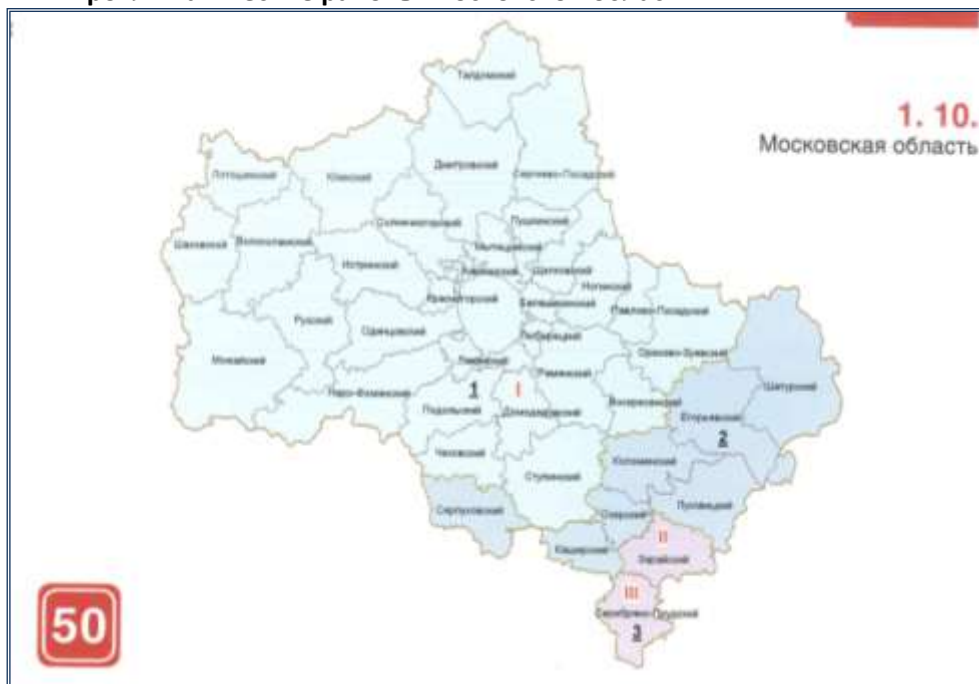 1. 10.
Московская область
Талдомский
Дмитровский
Сергиево-Посадский
Лотошинский
Клинский
Солнечногорский
Пушкинский
Шаховской
Волоколамский
Мытищинский
Истринский
Щелковский
Ногинский
Красногорский
Балашихинский
Павлово-Посадский
Рузский
Одинцовский
Люберецкий
Можайский
Ленинский
Орехово-Зуевский
Раменский
Шатурский
Наро-Фоминский
1
I
Воскресенский
Подольский
Домодедовский
Егорьевский
2
Чеховский
Коломенский
Ступинский
Серпуховский
Озерский
Луховицкий
II
Каширский
Зарайский
III
Серебряно-Прудский
3
50